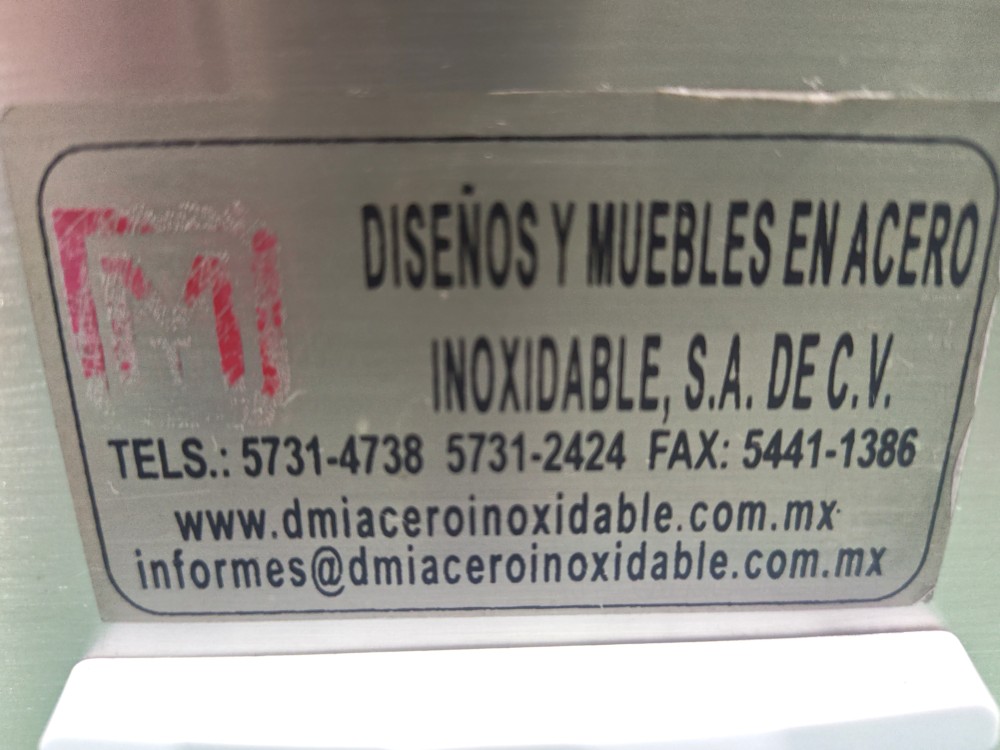 M
DISEÑOS Y MUEBLES EN ACERO
INOXIDABLE, S.A. DE C.V.
TELS.: 5731-4738 5731-2424 FAX: 5441-1386
www.dmiaceroinoxidable.com.mx
informes@dmiaceroinoxidable.com.mx